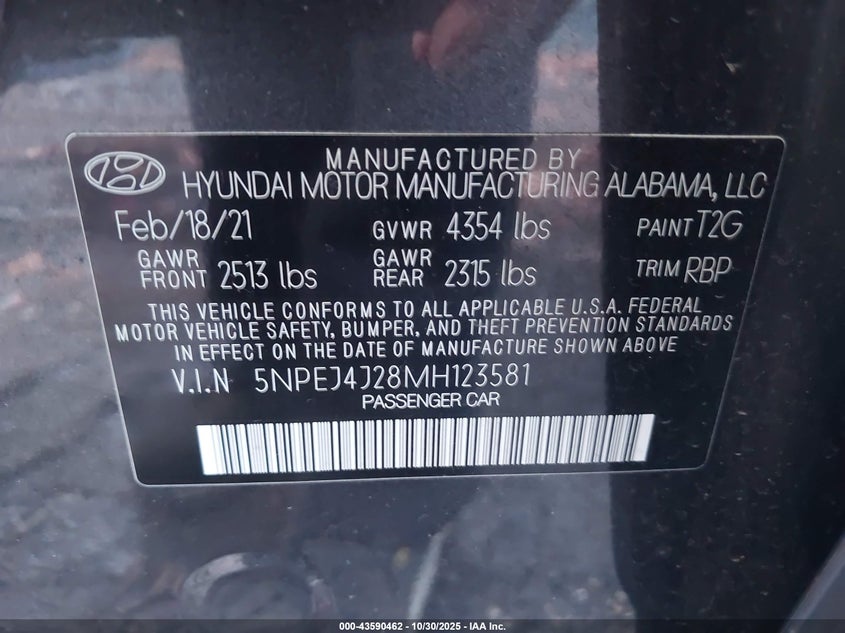 MANUFACTURED BY
HYUNDAI MOTOR MANUFACTURING ALABAMA, LLC
Feb/18/21 GVWR 4354 lbs PAINT T2G
GAWR FRONT 2513 lbs GAWR REAR 2315 lbs TRIM RBP
THIS VEHICLE CONFORMS TO ALL APPLICABLE U.S.A. FEDERAL
MOTOR VEHICLE SAFETY, BUMPER, AND THEFT PREVENTION STANDARDS
IN EFFECT ON THE DATE OF MANUFACTURE SHOWN ABOVE
V.I.N 5NPEJ4J28MH123581
PASSENGER CAR
000-43590462 - 10/30/2025 - IAA Inc.